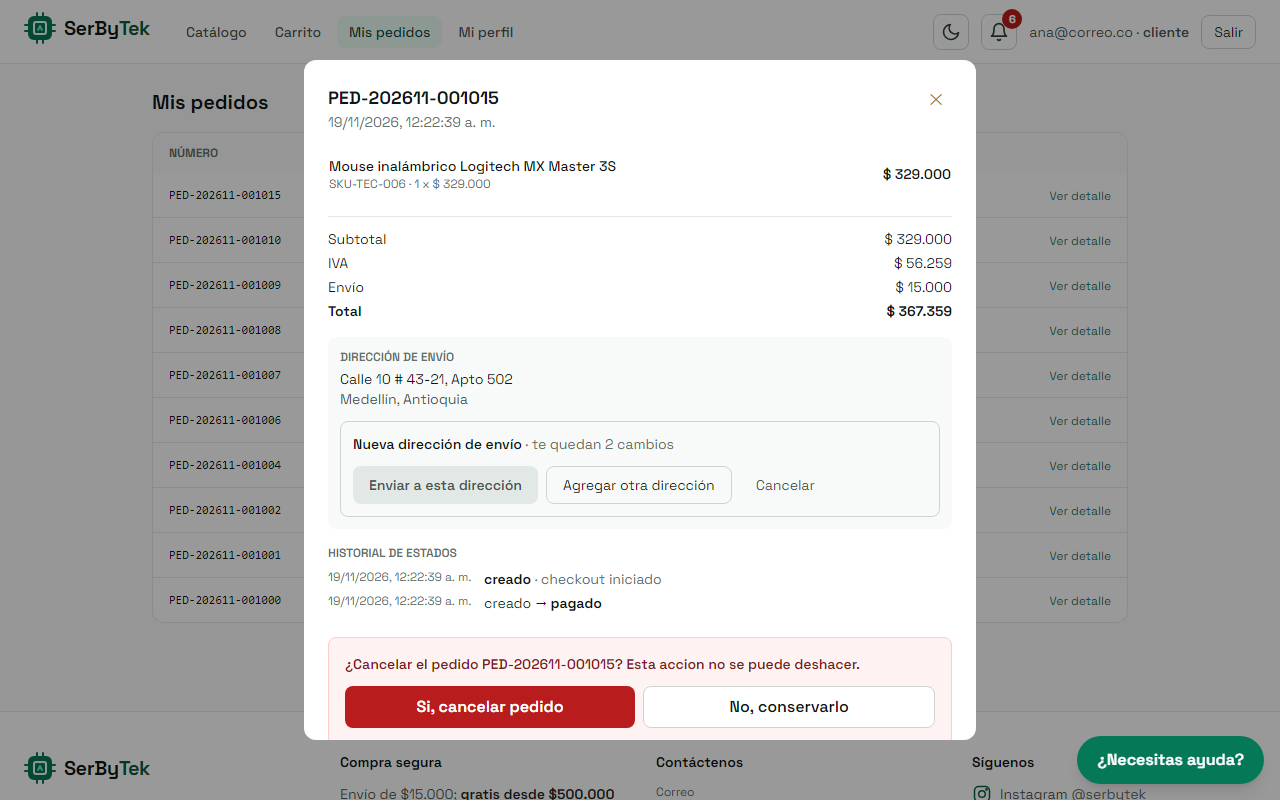 SerByTek
Catálogo
Carrito
Mis pedidos
Mi perfil
6
ana@correo.co · cliente
Salir
Mis pedidos
NÚMERO
PED-202611-001015
Ver detalle
PED-202611-001010
Ver detalle
PED-202611-001009
Ver detalle
PED-202611-001008
Ver detalle
PED-202611-001007
Ver detalle
PED-202611-001006
Ver detalle
PED-202611-001004
Ver detalle
PED-202611-001002
Ver detalle
PED-202611-001001
Ver detalle
PED-202611-001000
Ver detalle
PED-202611-001015
19/11/2026, 12:22:39 a. m.
Mouse inalámbrico Logitech MX Master 3S
SKU-TEC-006 · 1 x $ 329.000
$ 329.000
Subtotal $ 329.000
IVA $ 56.259
Envío $ 15.000
Total $ 367.359
DIRECCIÓN DE ENVÍO
Calle 10 # 43-21, Apto 502
Medellín, Antioquia
Nueva dirección de envío · te quedan 2 cambios
Enviar a esta dirección
Agregar otra dirección
Cancelar
HISTORIAL DE ESTADOS
19/11/2026, 12:22:39 a. m. creado · checkout iniciado
19/11/2026, 12:22:39 a. m. creado → pagado
¿Cancelar el pedido PED-202611-001015? Esta accion no se puede deshacer.
Si, cancelar pedido
No, conservarlo
SerByTek
Compra segura
Envío de $15.000; gratis desde $500.000
Contáctenos
Correo
Síguenos
Instagram @serbytek
¿Necesitas ayuda?